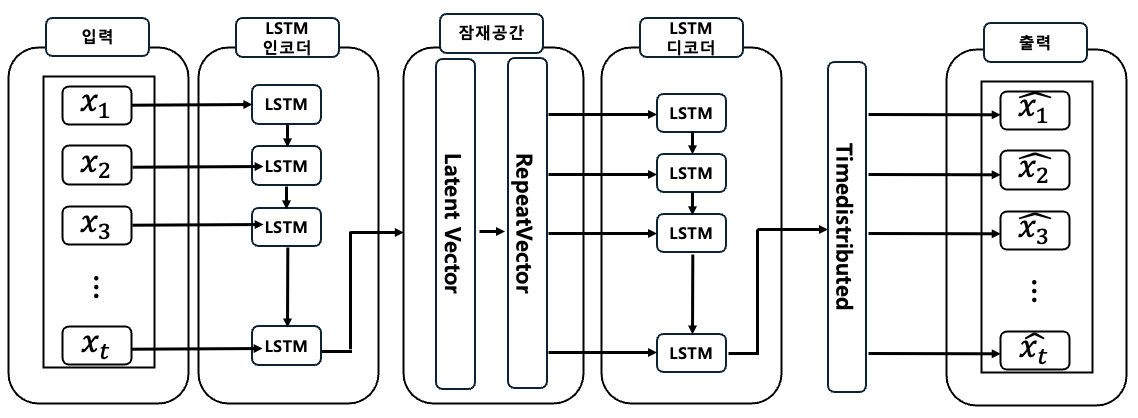 입력
x₁
x₂
x₃
⋮
xₜ
LSTM
인코더
LSTM
LSTM
LSTM
LSTM
잠재공간
Latent Vector
RepeatVector
LSTM
디코더
LSTM
LSTM
LSTM
LSTM
Timedistributed
출력
x̂₁
x̂₂
x̂₃
⋮
x̂ₜ